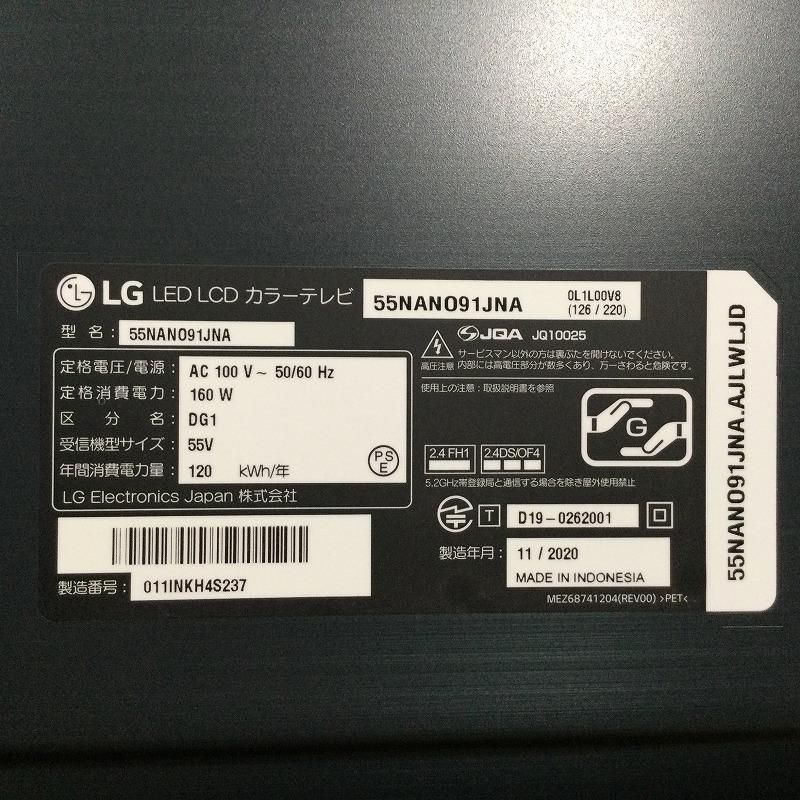 LG LED LCD カラーテレビ 55NANO91JNA 0L1L00V8
(126 / 220)
型 名: 55NANO91JNA
定格電圧/電源: AC 100 V ~ 50/60 Hz
定格消費電力: 160 W
区 分 名: DG1
受信機型サイズ: 55V
年間消費電力量: 120 kWh/年
PS
E
LG Electronics Japan 株式会社
製造番号: 011INKH4S237
JQA JQ10025
サービスマン以外の方は裏ぶたを開けないでください。
高圧注意 内部には高電圧部分が数多くあり、万一さわると危険です。
使用上の注意:取扱説明書を参照
G
2.4 FH1 2.4DS/OF4
5.2GHz帯登録局と通信する場合を除き屋外使用禁止
T D19-0262001
製造年月: 11 / 2020
MADE IN INDONESIA
MEZ68741204(REV00) >PET<
55NANO91JNA.AJLWLJD